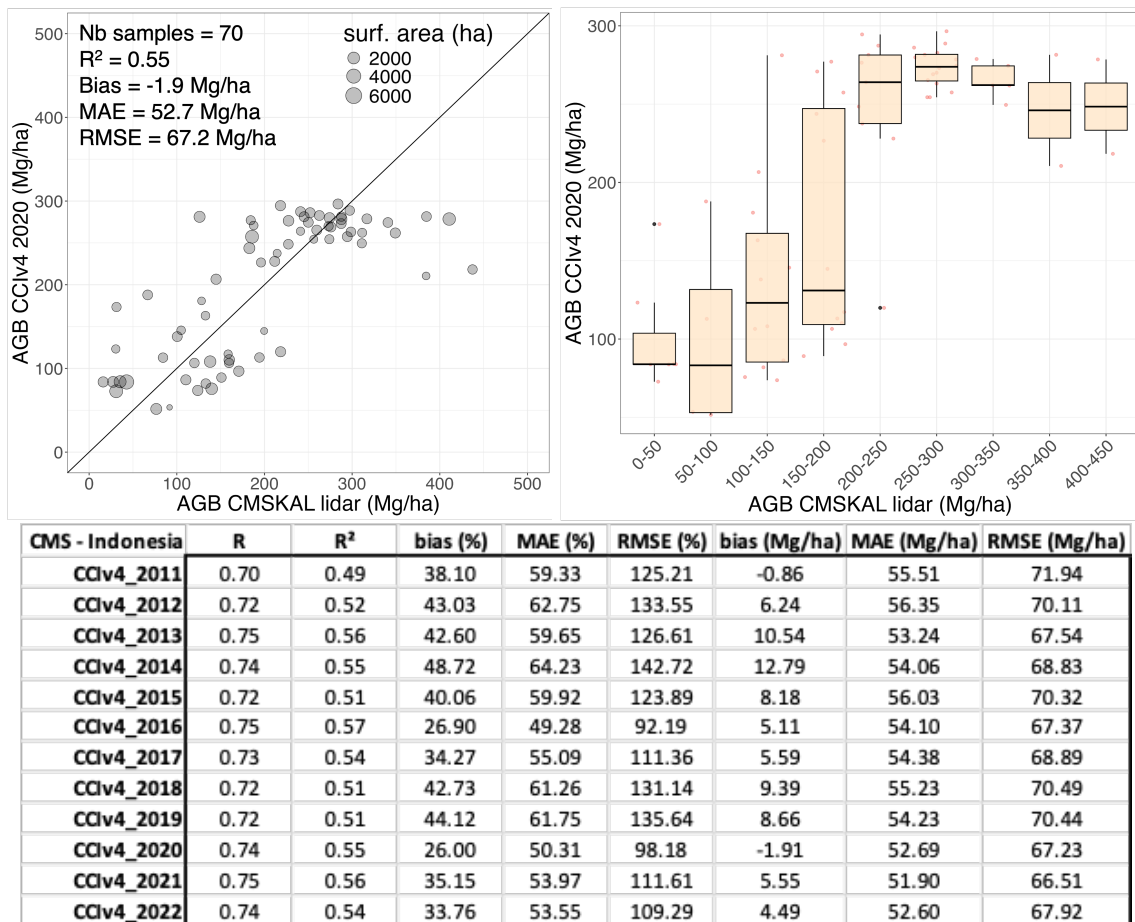 Nb samples = 70
R² = 0.55
Bias = -1.9 Mg/ha
MAE = 52.7 Mg/ha
RMSE = 67.2 Mg/ha
surf. area (ha)
2000
4000
6000
500
400
300
200
100
0
AGB CCIv4 2020 (Mg/ha)
0 100 200 300 400 500
AGB CMSKAL lidar (Mg/ha)
300
200
100
AGB CCIv4 2020 (Mg/ha)
0-50 50-100 100-150 150-200 200-250 250-300 300-350 350-400 400-450
AGB CMSKAL lidar (Mg/ha)
CMS - Indonesia R R² bias (%) MAE (%) RMSE (%) bias (Mg/ha) MAE (Mg/ha) RMSE (Mg/ha)
CCIv4_2011 0.70 0.49 38.10 59.33 125.21 -0.86 55.51 71.94
CCIv4_2012 0.72 0.52 43.03 62.75 133.55 6.24 56.35 70.11
CCIv4_2013 0.75 0.56 42.60 59.65 126.61 10.54 53.24 67.54
CCIv4_2014 0.74 0.55 48.72 64.23 142.72 12.79 54.06 68.83
CCIv4_2015 0.72 0.51 40.06 59.92 123.89 8.18 56.03 70.32
CCIv4_2016 0.75 0.57 26.90 49.28 92.19 5.11 54.10 67.37
CCIv4_2017 0.73 0.54 34.27 55.09 111.36 5.59 54.38 68.89
CCIv4_2018 0.72 0.51 42.73 61.26 131.14 9.39 55.23 70.49
CCIv4_2019 0.72 0.51 44.12 61.75 135.64 8.66 54.23 70.44
CCIv4_2020 0.74 0.55 26.00 50.31 98.18 -1.91 52.69 67.23
CCIv4_2021 0.75 0.56 35.15 53.97 111.61 5.55 51.90 66.51
CCIv4_2022 0.74 0.54 33.76 53.55 109.29 4.49 52.60 67.92